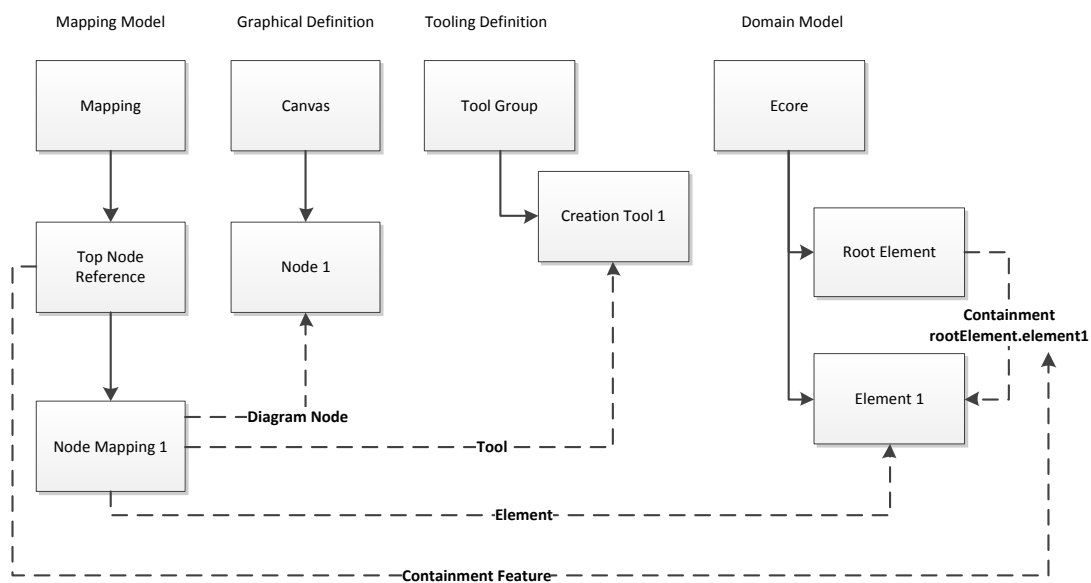 Mapping Model
Graphical Definition
Tooling Definition
Domain Model
Mapping
Canvas
Tool Group
Ecore
Creation Tool 1
Top Node
Reference
Node 1
Root Element
Containment
rootElement.element1
Node Mapping 1
Element 1
Diagram Node
Tool
Element
Containment Feature